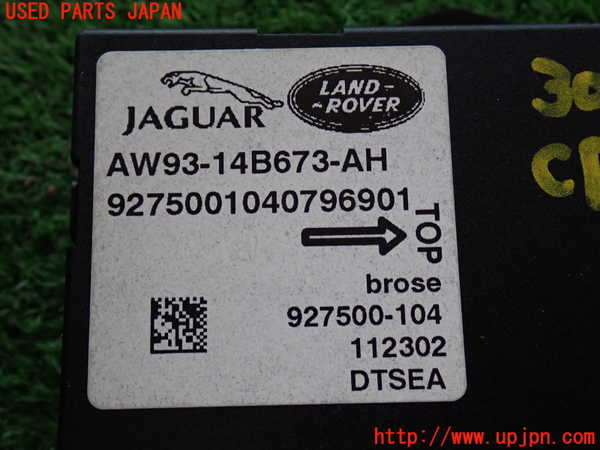 USED PARTS JAPAN
JAGUAR
LAND-
-ROVER
AW93-14B673-AH
9275001040796901
TOP
brose
927500-104
112302
DTSEA
http://www.upjpn.com/